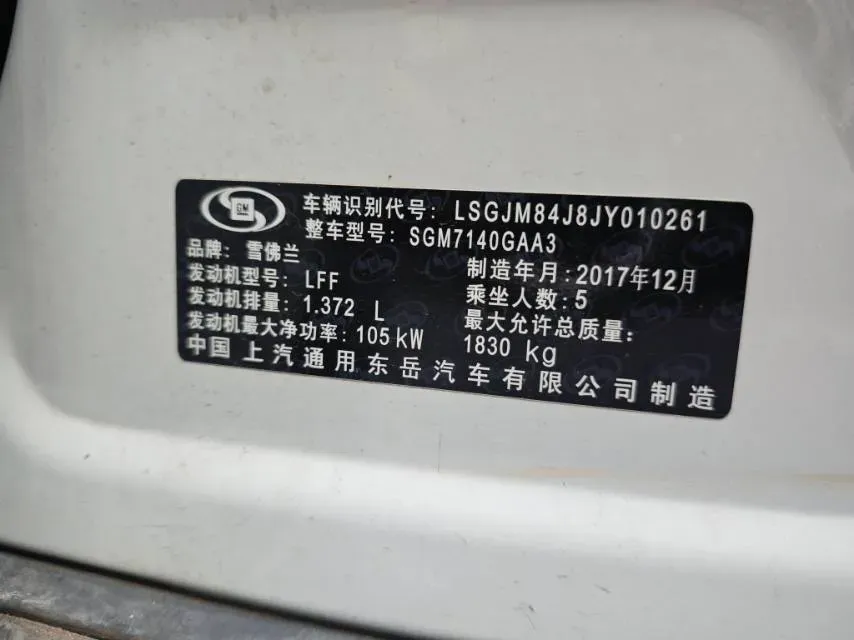 GM
车辆识别代号: LSGJM84J8JY010261
整车型号: SGM7140GAA3
品牌: 雪佛兰
制造年月: 2017年12月
发动机型号: LFF
乘坐人数: 5
发动机排量: 1.372 L
最大允许总质量:
发动机最大净功率: 105 kW
1830 kg
中国上汽通用东岳汽车有限公司制造